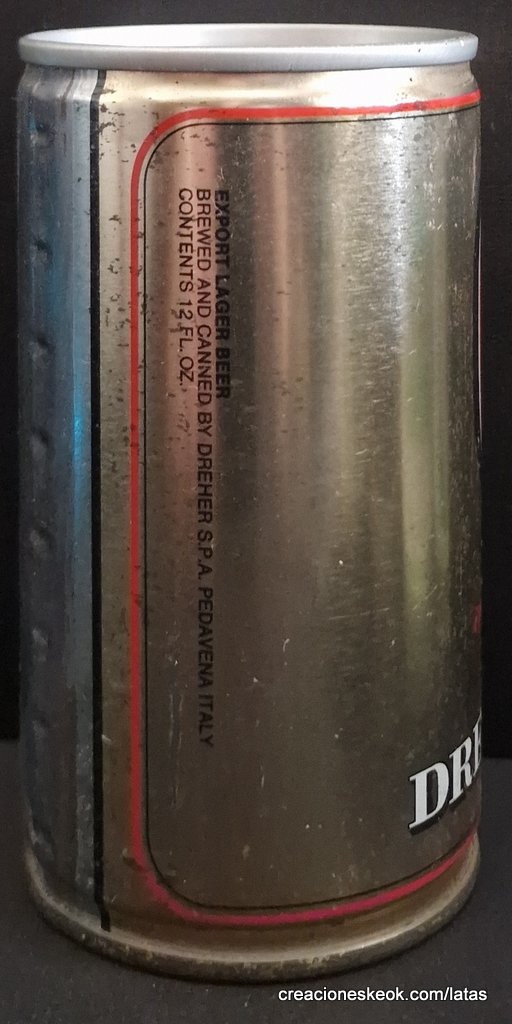 EXPORT LAGER BEER
BREWED AND CANNED BY DREHER S.P.A. PEDAVENA ITALY
CONTENTS 12 FL. OZ.
DRE
creacioneskeok.com/latas